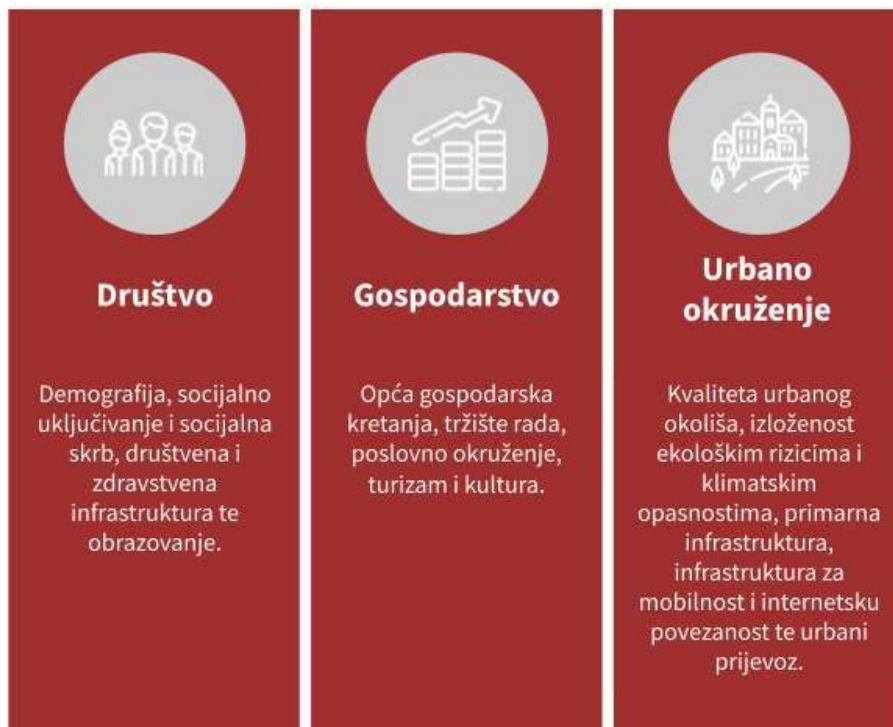 Društvo
Demografija, socijalno
uključivanje i socijalna
skrb, društvena i
zdravstvena
infrastruktura te
obrazovanje.
Gospodarstvo
Opća gospodarska
kretanja, tržište rada,
poslovno okruženje,
turizam i kultura.
Urbano
okruženje
Kvaliteta urbanog
okoliša, izloženost
ekološkim rizicima i
klimatskim
opasnostima, primarna
infrastruktura,
infrastruktura za
mobilnost i internetsku
povezanost te urbani
prijevoz.